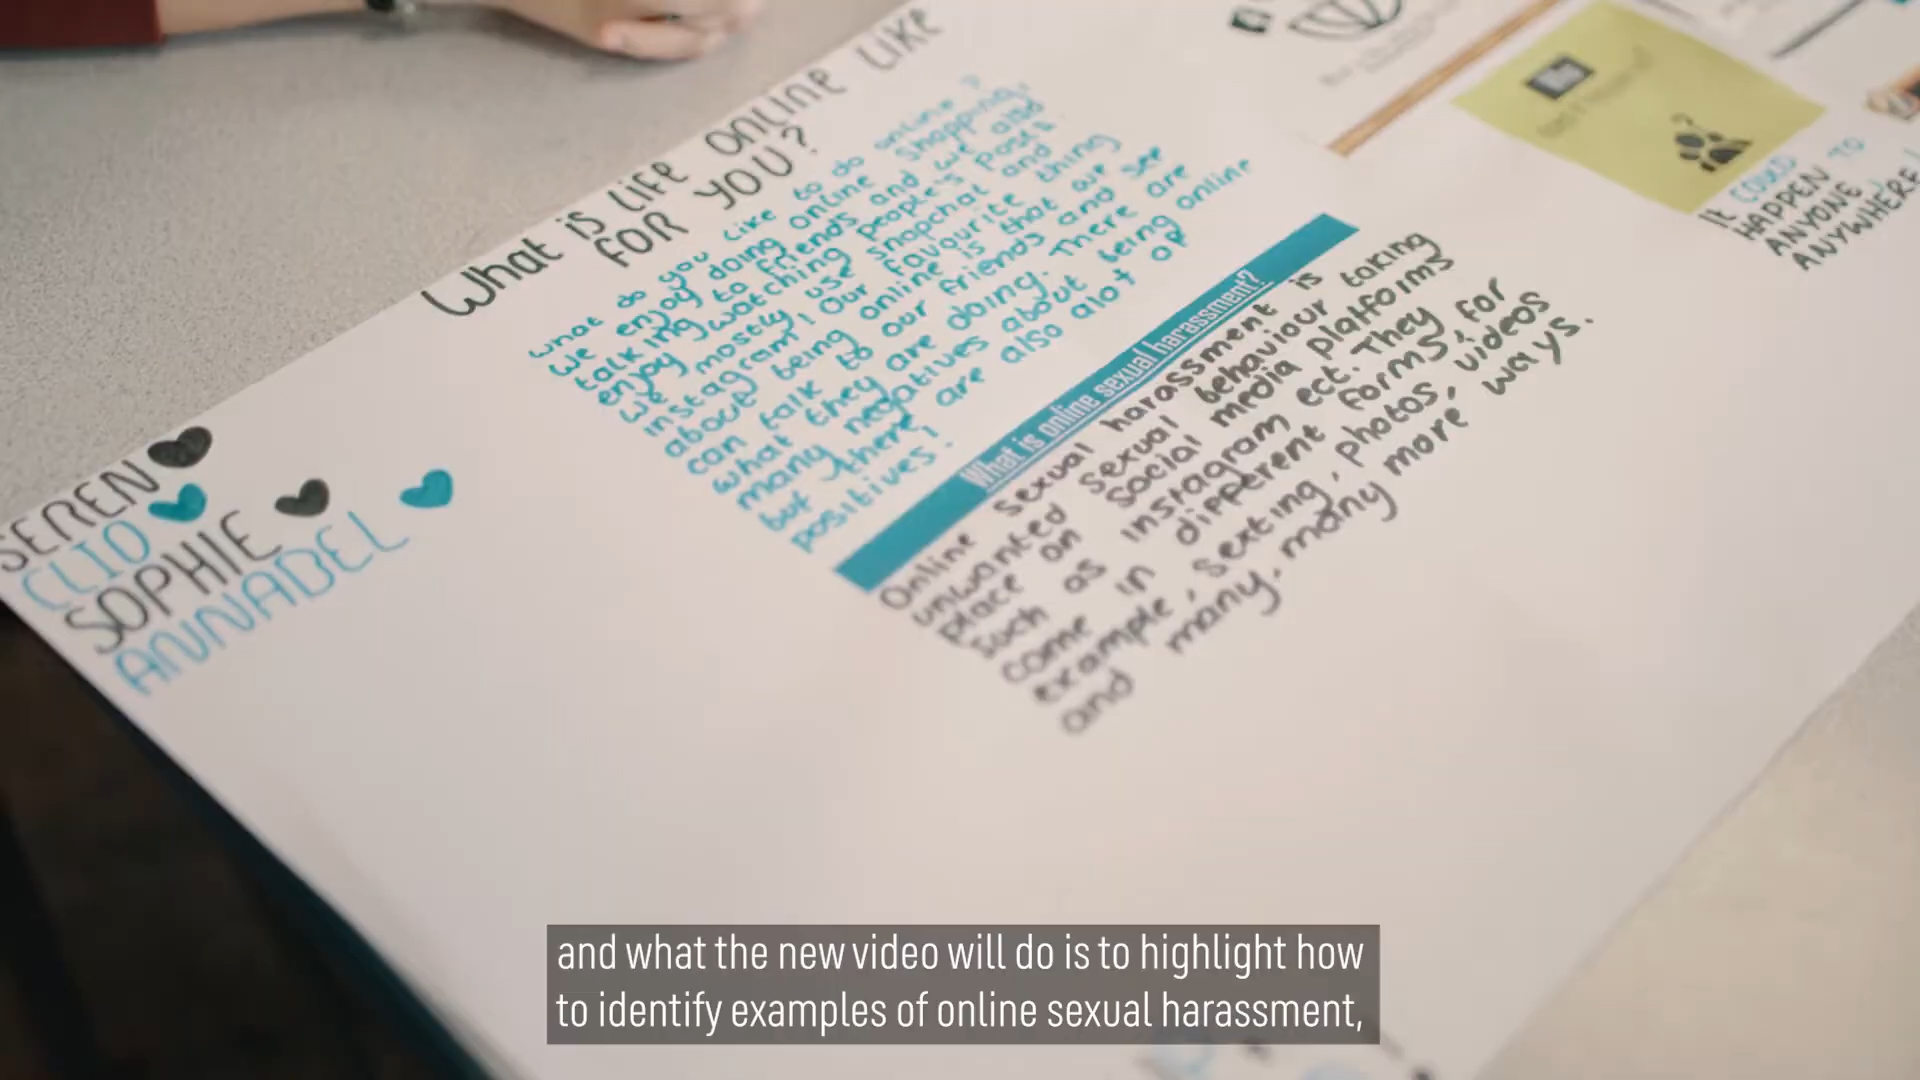 What is life online like
for you?
what do you like to do online?
We enjoy doing online shopping,
talking to friends and we also
enjoy watching people's posts.
we mostly use snapchat and
instagram! Our favourite thing
about being online is that we
can talk to our friends and see
what they are doing. There are
many negatives about being online
but there are also alot of
positives.
What is online sexual harassment?
Online sexual harassment is
unwanted sexual behaviour taking
place on social media platforms
such as instagram ect. They
come in different forms, for
example, sexting, photos, videos
and many, many more ways.
SEREN
CLIO
SOPHIE
ANNABEL
It COULD TO
HAPPEN
ANYONE
ANYWHERE!
and what the new video will do is to highlight how
to identify examples of online sexual harassment,